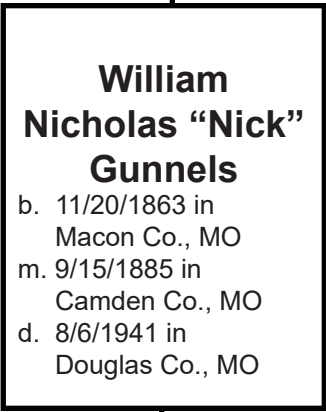 William
Nicholas “Nick”
Gunnels
b. 11/20/1863 in
Macon Co., MO
m. 9/15/1885 in
Camden Co., MO
d. 8/6/1941 in
Douglas Co., MO